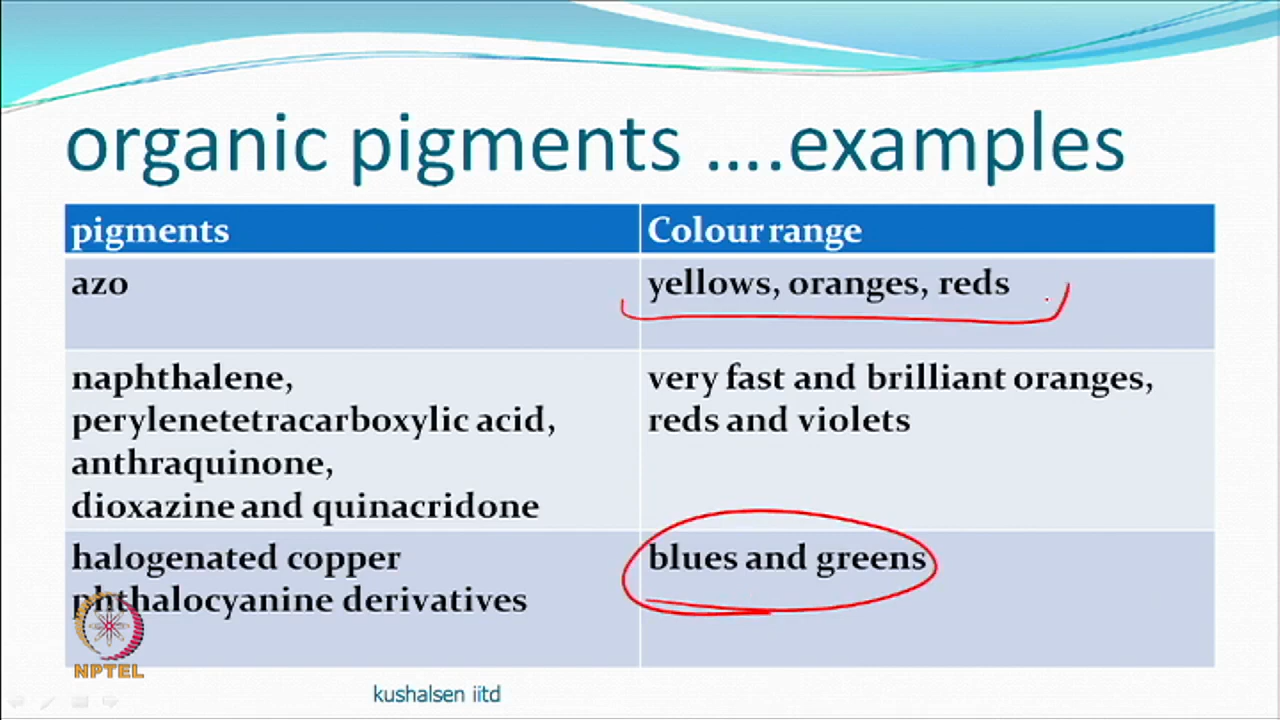 organic pigments ....examples
pigments
Colour range
azo
yellows, oranges, reds
naphthalene,
perylenetetracarboxylic acid,
anthraquinone,
dioxazine and quinacridone
very fast and brilliant oranges,
reds and violets
halogenated copper
phthalocyanine derivatives
blues and greens
NPTEL
kushalsen iitd